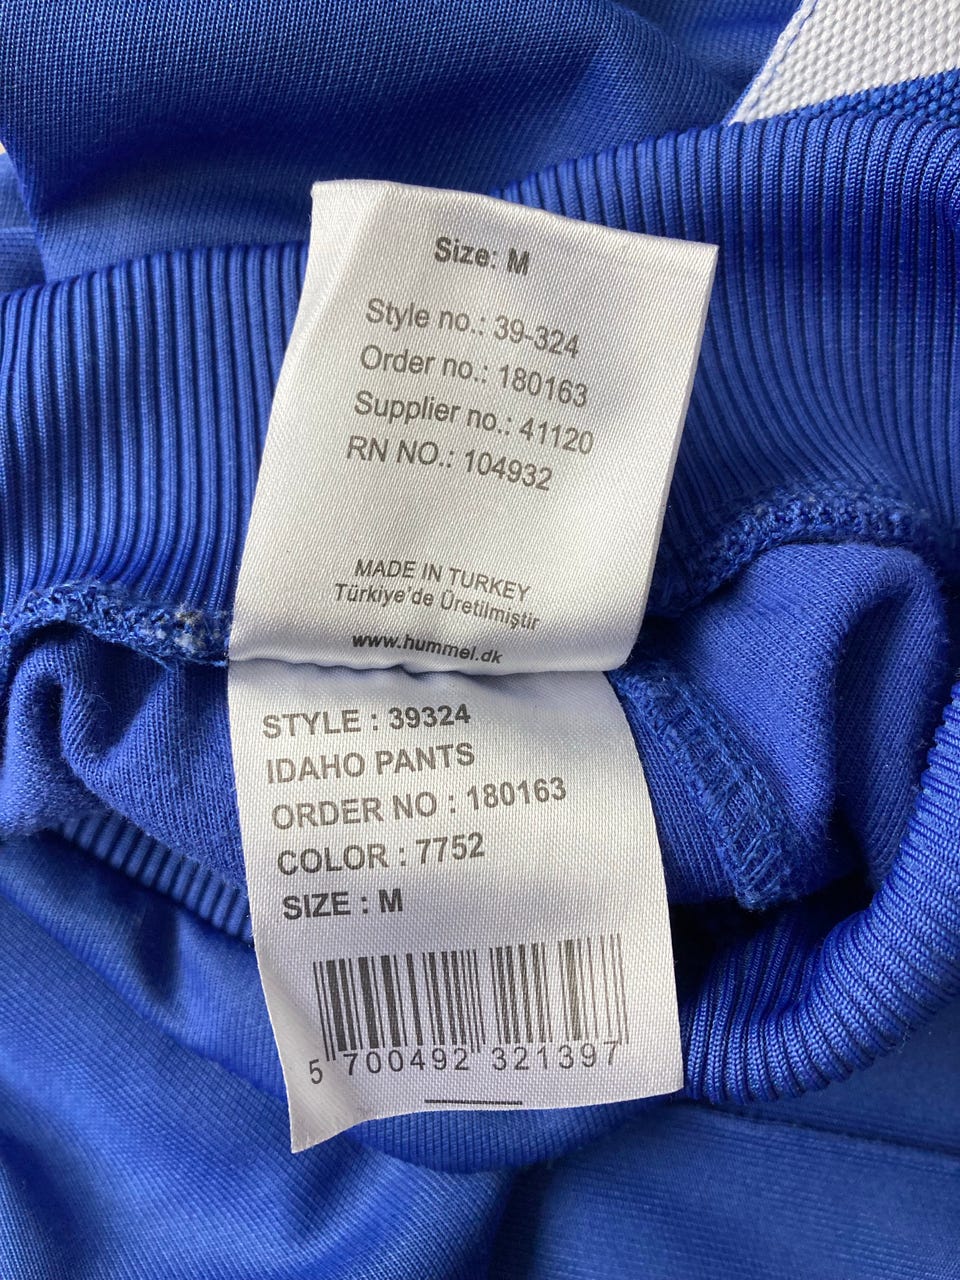 Size: M
Style no.: 39-324
Order no.: 180163
Supplier no.: 41120
RN NO.: 104932
MADE IN TURKEY
Türkiye'de Üretilmiştir
www.hummel.dk
STYLE : 39324
IDAHO PANTS
ORDER NO : 180163
COLOR : 7752
SIZE : M
5 700492 321397